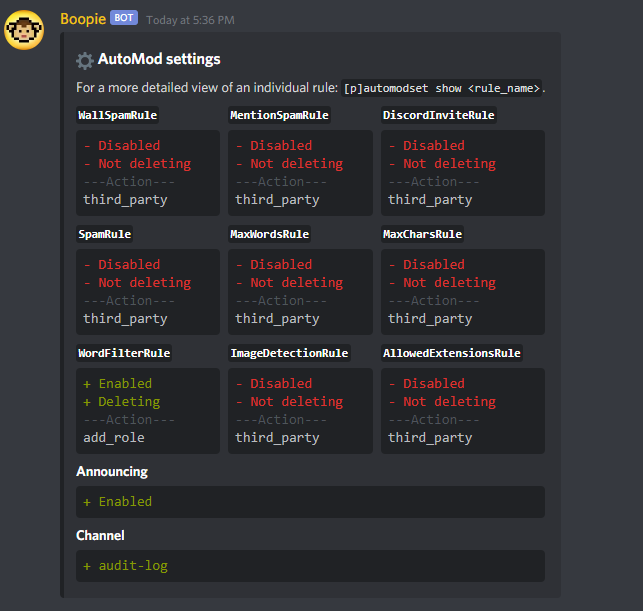 Boopie BOT Today at 5:36 PM
AutoMod settings
For a more detailed view of an individual rule: [p]automodset show <rule_name>.
WallSpamRule
- Disabled
- Not deleting
---Action---
third_party
MentionSpamRule
- Disabled
- Not deleting
---Action---
third_party
DiscordInviteRule
- Disabled
- Not deleting
---Action---
third_party
SpamRule
- Disabled
- Not deleting
---Action---
third_party
MaxWordsRule
- Disabled
- Not deleting
---Action---
third_party
MaxCharsRule
- Disabled
- Not deleting
---Action---
third_party
WordFilterRule
+ Enabled
+ Deleting
---Action---
add_role
ImageDetectionRule
- Disabled
- Not deleting
---Action---
third_party
AllowedExtensionsRule
- Disabled
- Not deleting
---Action---
third_party
Announcing
+ Enabled
Channel
+ audit-log